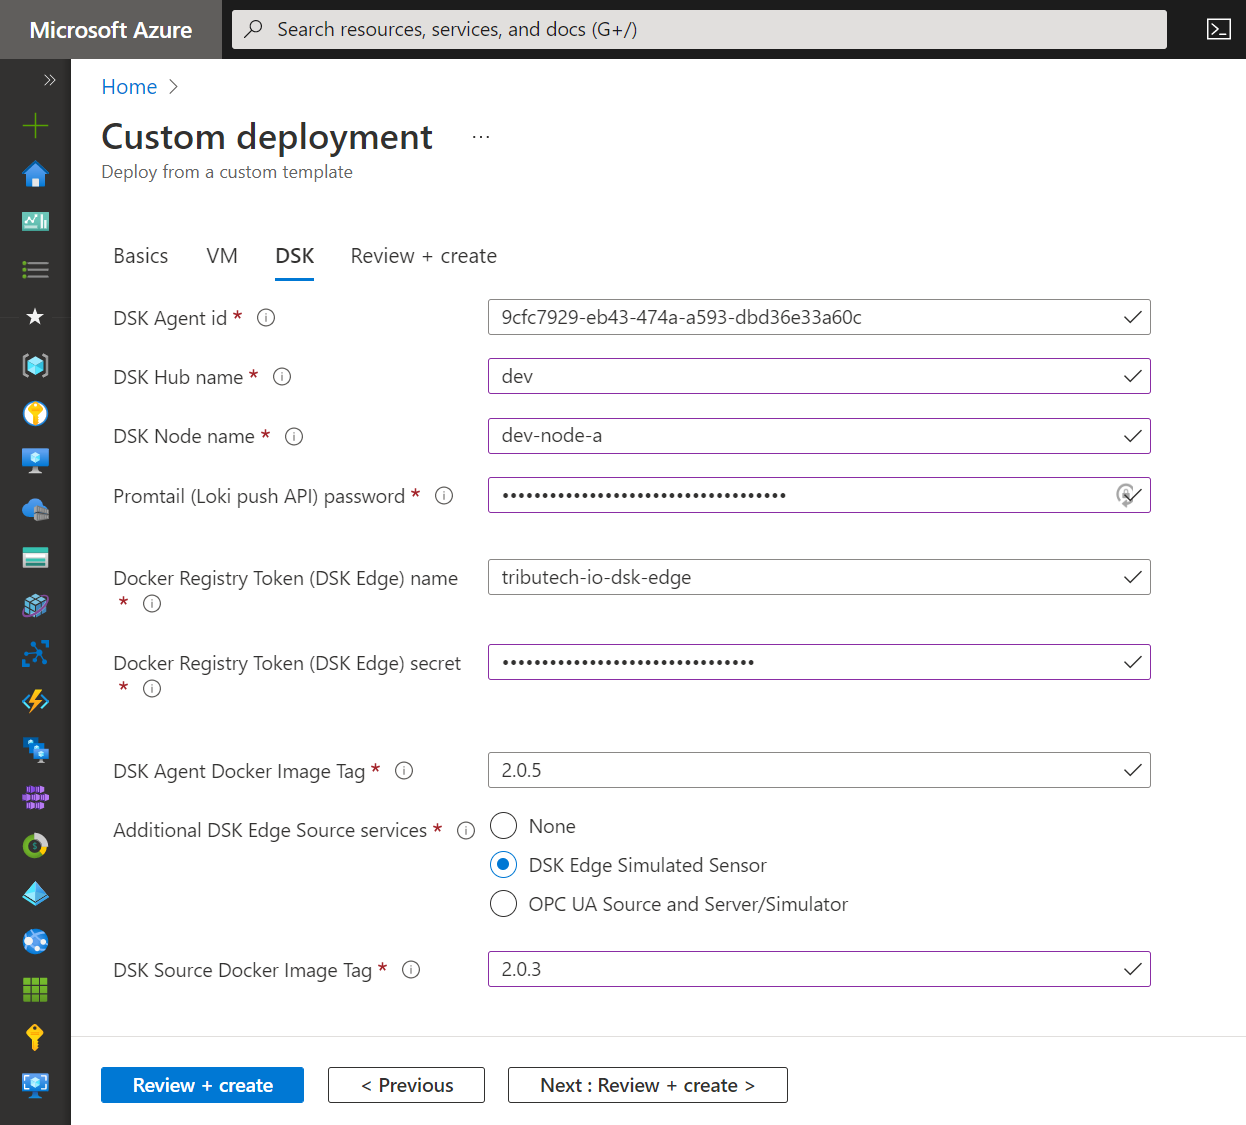 Microsoft Azure
Search resources, services, and docs (G+/)
Home
Custom deployment
Deploy from a custom template
Basics
VM
DSK
Review + create
DSK Agent id *
9cfc7929-eb43-474a-a593-dbd36e33a60c
DSK Hub name *
dev
DSK Node name *
dev-node-a
Promtail (Loki push API) password *
Docker Registry Token (DSK Edge) name *
tributech-io-dsk-edge
Docker Registry Token (DSK Edge) secret *
DSK Agent Docker Image Tag *
2.0.5
Additional DSK Edge Source services *
None
DSK Edge Simulated Sensor
OPC UA Source and Server/Simulator
DSK Source Docker Image Tag *
2.0.3
Review + create
< Previous
Next : Review + create >